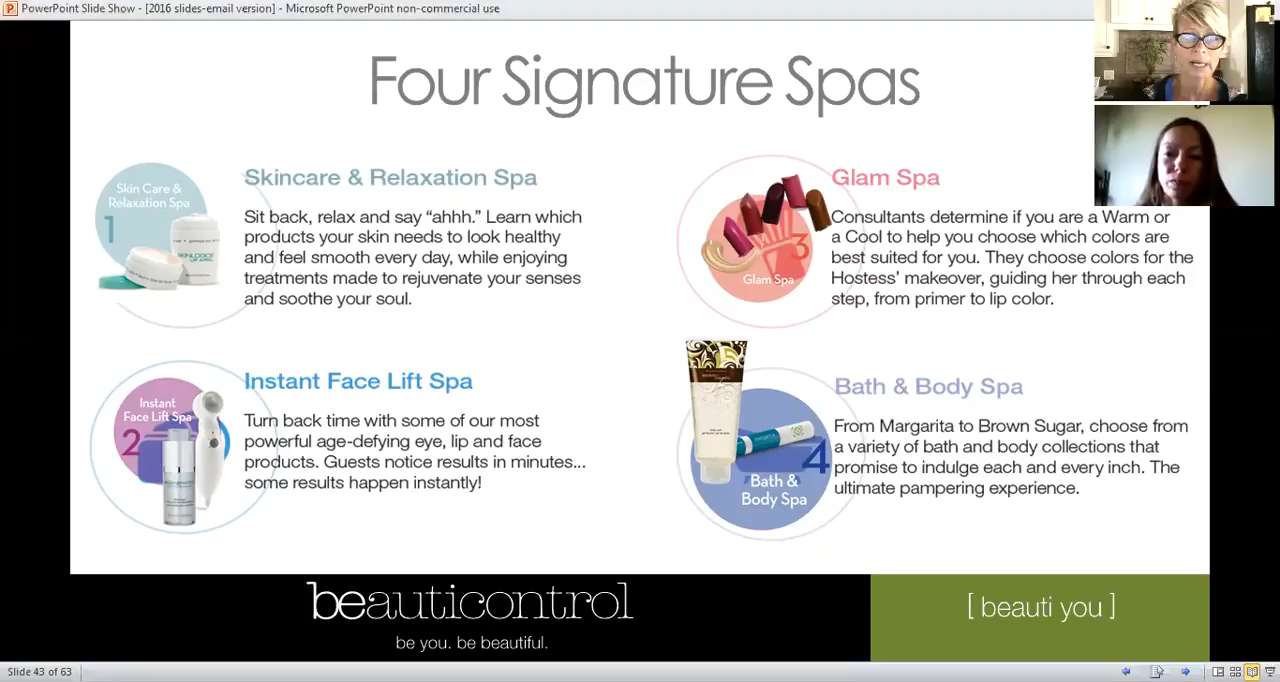 PowerPoint Slide Show - [2016 slides-email version] - Microsoft PowerPoint non-commercial use
Four Signature Spas
Skin Care &
Relaxation Spa
1
Skincare & Relaxation Spa
Sit back, relax and say “ahhh.” Learn which
products your skin needs to look healthy
and feel smooth every day, while enjoying
treatments made to rejuvenate your senses
and soothe your soul.
Instant
Face Lift Spa
2
Instant Face Lift Spa
Turn back time with some of our most
powerful age-defying eye, lip and face
products. Guests notice results in minutes...
some results happen instantly!
3
Glam Spa
Glam Spa
Consultants determine if you are a Warm or
a Cool to help you choose which colors are
best suited for you. They choose colors for the
Hostess’ makeover, guiding her through each
step, from primer to lip color.
4
Bath &
Body Spa
Bath & Body Spa
From Margarita to Brown Sugar, choose from
a variety of bath and body collections that
promise to indulge each and every inch. The
ultimate pampering experience.
beauticontrol
be you. be beautiful.
[ beauti you ]
Slide 43 of 63